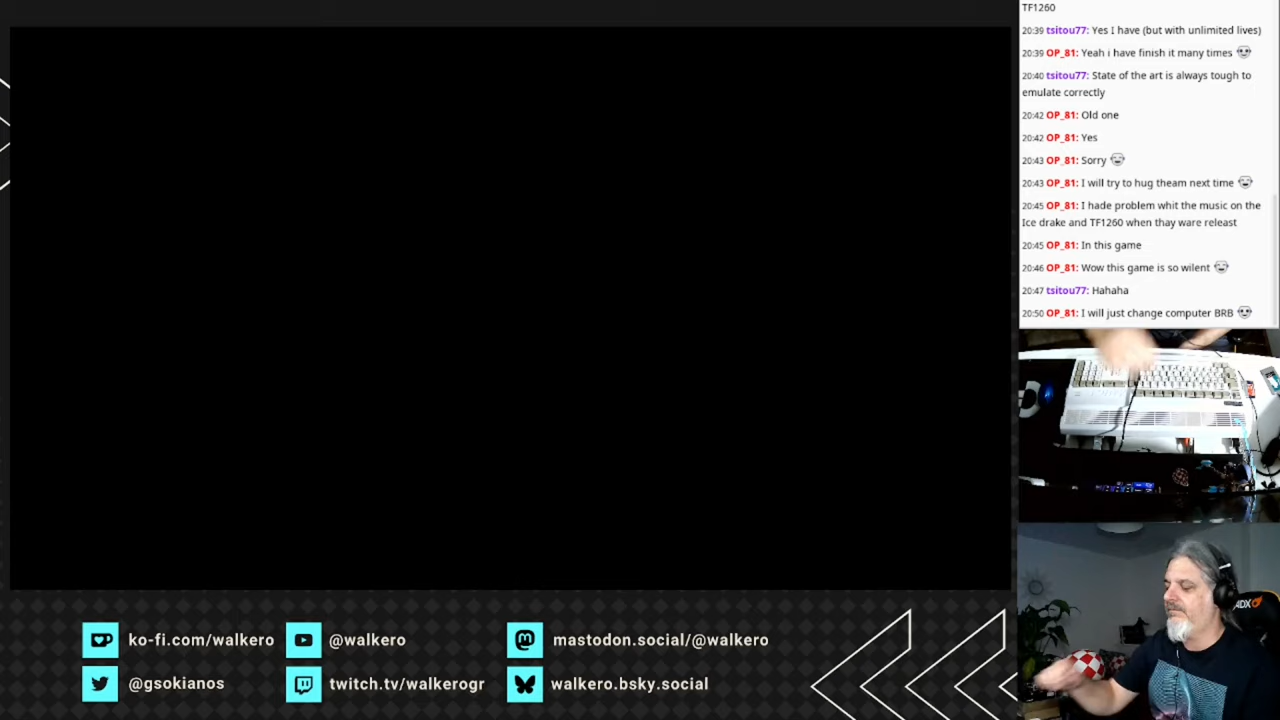 TF1260
20:39 tsitou77: Yes I have (but with unlimited lives)
20:39 OP_81: Yeah i have finish it many times
20:40 tsitou77: State of the art is always tough to
emulate correctly
20:42 OP_81: Old one
20:42 OP_81: Yes
20:43 OP_81: Sorry
20:43 OP_81: I will try to hug theam next time
20:45 OP_81: I hade problem whit the music on the
Ice drake and TF1260 when thay ware releast
20:45 OP_81: In this game
20:46 OP_81: Wow this game is so wilent
20:47 tsitou77: Hahaha
20:50 OP_81: I will just change computer BRB
ADX
ko-fi.com/walkero
@walkero
mastodon.social/@walkero
@gsokianos
twitch.tv/walkerogr
walkero.bsky.social